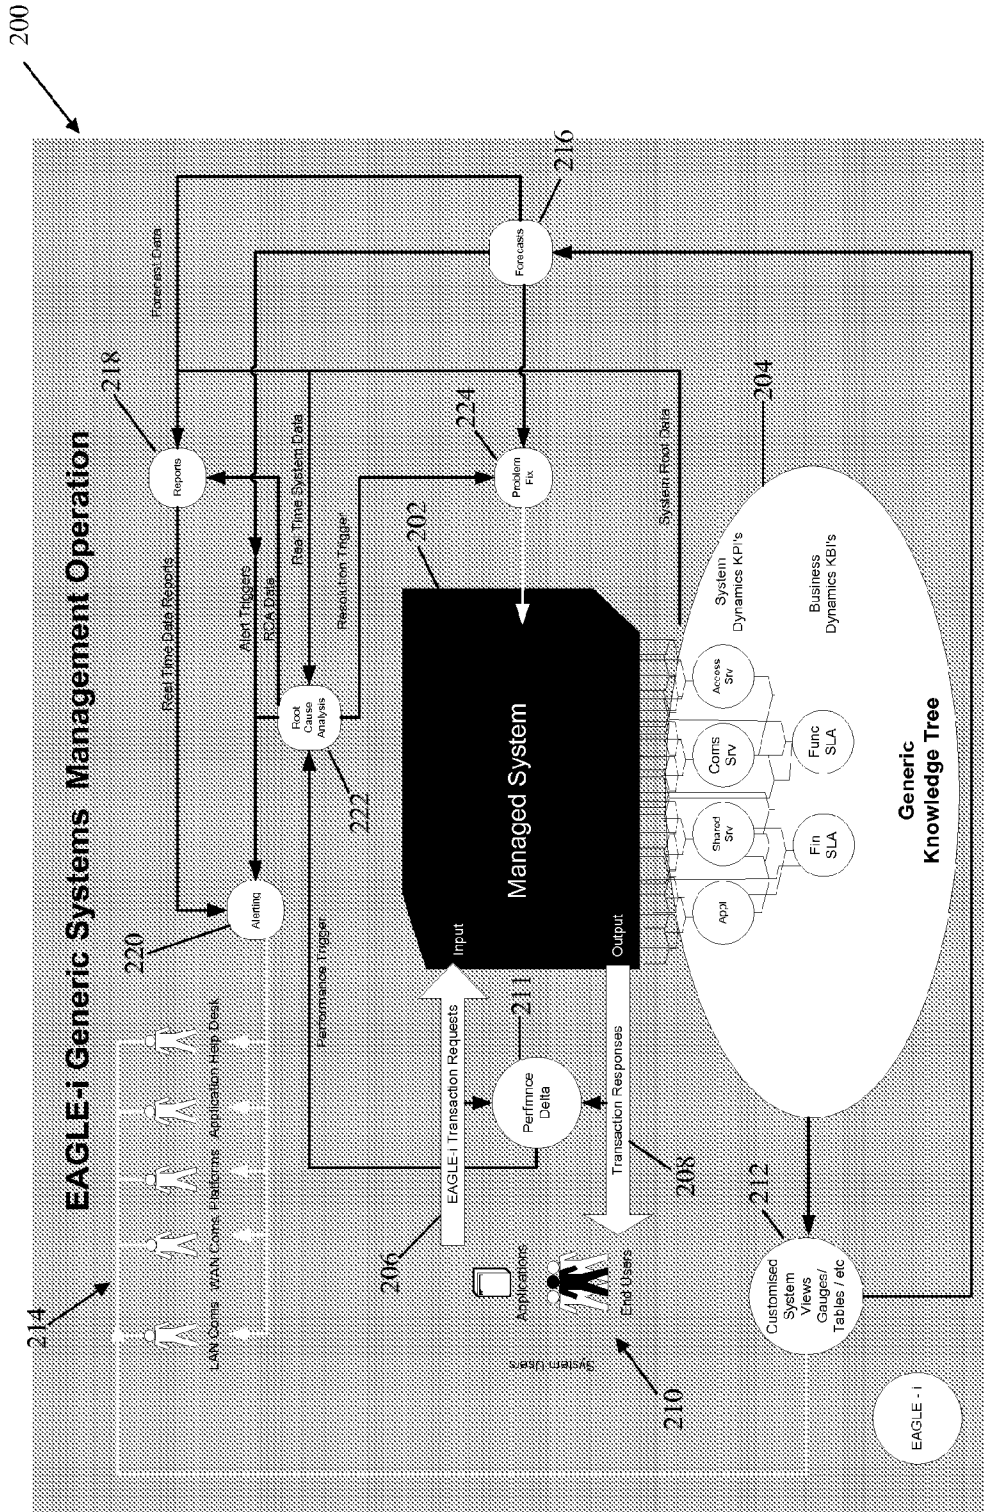 200
EAGLE-i Generic Systems Management Operation
214
LAN Coms
WAN Coms
Platforms
Application
Help Desk
220
Alerting
Real Time Data Reports
218
Reports
Forecast Data
Alert Triggers
RCA Data
Real Time System Data
Performance Trigger
222
Root
Cause
Analysis
Resolution Trigger
206
EAGLE-i Transaction Requests
Input
202
Managed System
224
Problem
Fix
Forecasts
216
Applications
End Users
System Users
210
Perfmnce
Delta
211
Transaction Responses
208
Output
System Root Data
204
212
Customised
System
Views
Gauges/
Tables / etc
Appl
Shared
Srv
Coms
Srv
Access
Srv
System
Dynamics KPI's
Fin
SLA
Func
SLA
Business
Dynamics KBI's
Generic
Knowledge Tree
EAGLE - i